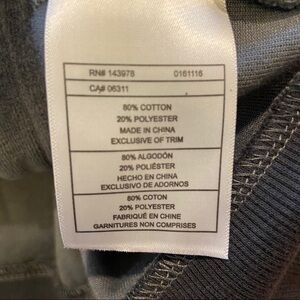 RN# 143978 0161116
CA# 06311
80% COTTON
20% POLYESTER
MADE IN CHINA
EXCLUSIVE OF TRIM
80% ALGODÓN
20% POLIÉSTER
HECHO EN CHINA
EXCLUSIVO DE ADORNOS
80% COTON
20% POLYESTER
FABRIQUÉ EN CHINE
GARNITURES NON COMPRISES